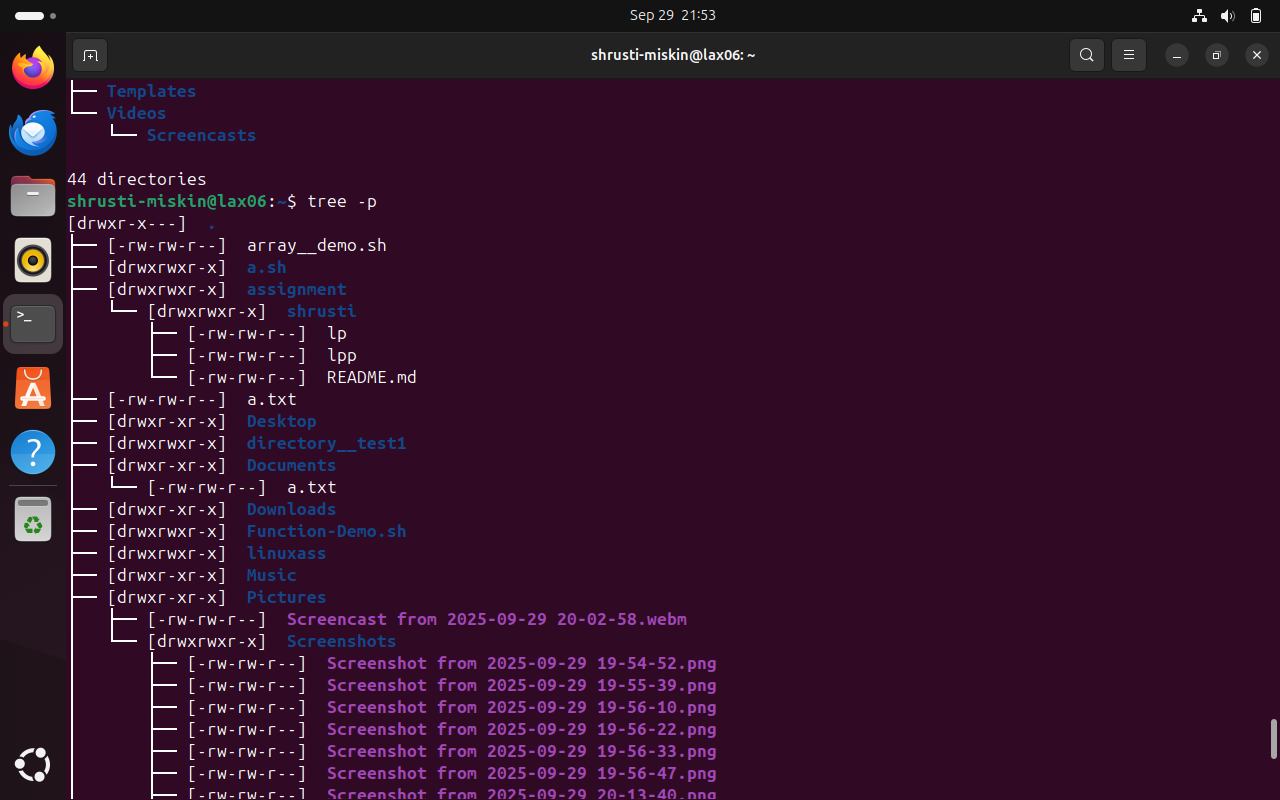 Sep 29 21:53
shrusti-miskin@lax06: ~
├── Templates
└── Videos
    └── Screencasts
44 directories
shrusti-miskin@lax06:~$ tree -p
[drwxr-x---]  .
├── [-rw-rw-r--]  array__demo.sh
├── [drwxrwxr-x]  a.sh
├── [drwxrwxr-x]  assignment
│   └── [drwxrwxr-x]  shrusti
│       ├── [-rw-rw-r--]  lp
│       ├── [-rw-rw-r--]  lpp
│       └── [-rw-rw-r--]  README.md
├── [-rw-rw-r--]  a.txt
├── [drwxr-xr-x]  Desktop
├── [drwxrwxr-x]  directory__test1
├── [drwxr-xr-x]  Documents
│   └── [-rw-rw-r--]  a.txt
├── [drwxr-xr-x]  Downloads
├── [drwxrwxr-x]  Function-Demo.sh
├── [drwxrwxr-x]  linuxass
├── [drwxr-xr-x]  Music
├── [drwxr-xr-x]  Pictures
│   ├── [-rw-rw-r--]  Screencast from 2025-09-29 20-02-58.webm
│   └── [drwxrwxr-x]  Screenshots
│       ├── [-rw-rw-r--]  Screenshot from 2025-09-29 19-54-52.png
│       ├── [-rw-rw-r--]  Screenshot from 2025-09-29 19-55-39.png
│       ├── [-rw-rw-r--]  Screenshot from 2025-09-29 19-56-10.png
│       ├── [-rw-rw-r--]  Screenshot from 2025-09-29 19-56-22.png
│       ├── [-rw-rw-r--]  Screenshot from 2025-09-29 19-56-33.png
│       ├── [-rw-rw-r--]  Screenshot from 2025-09-29 19-56-47.png
│       ├── [-rw-rw-r--]  Screenshot from 2025-09-29 20-13-40.png